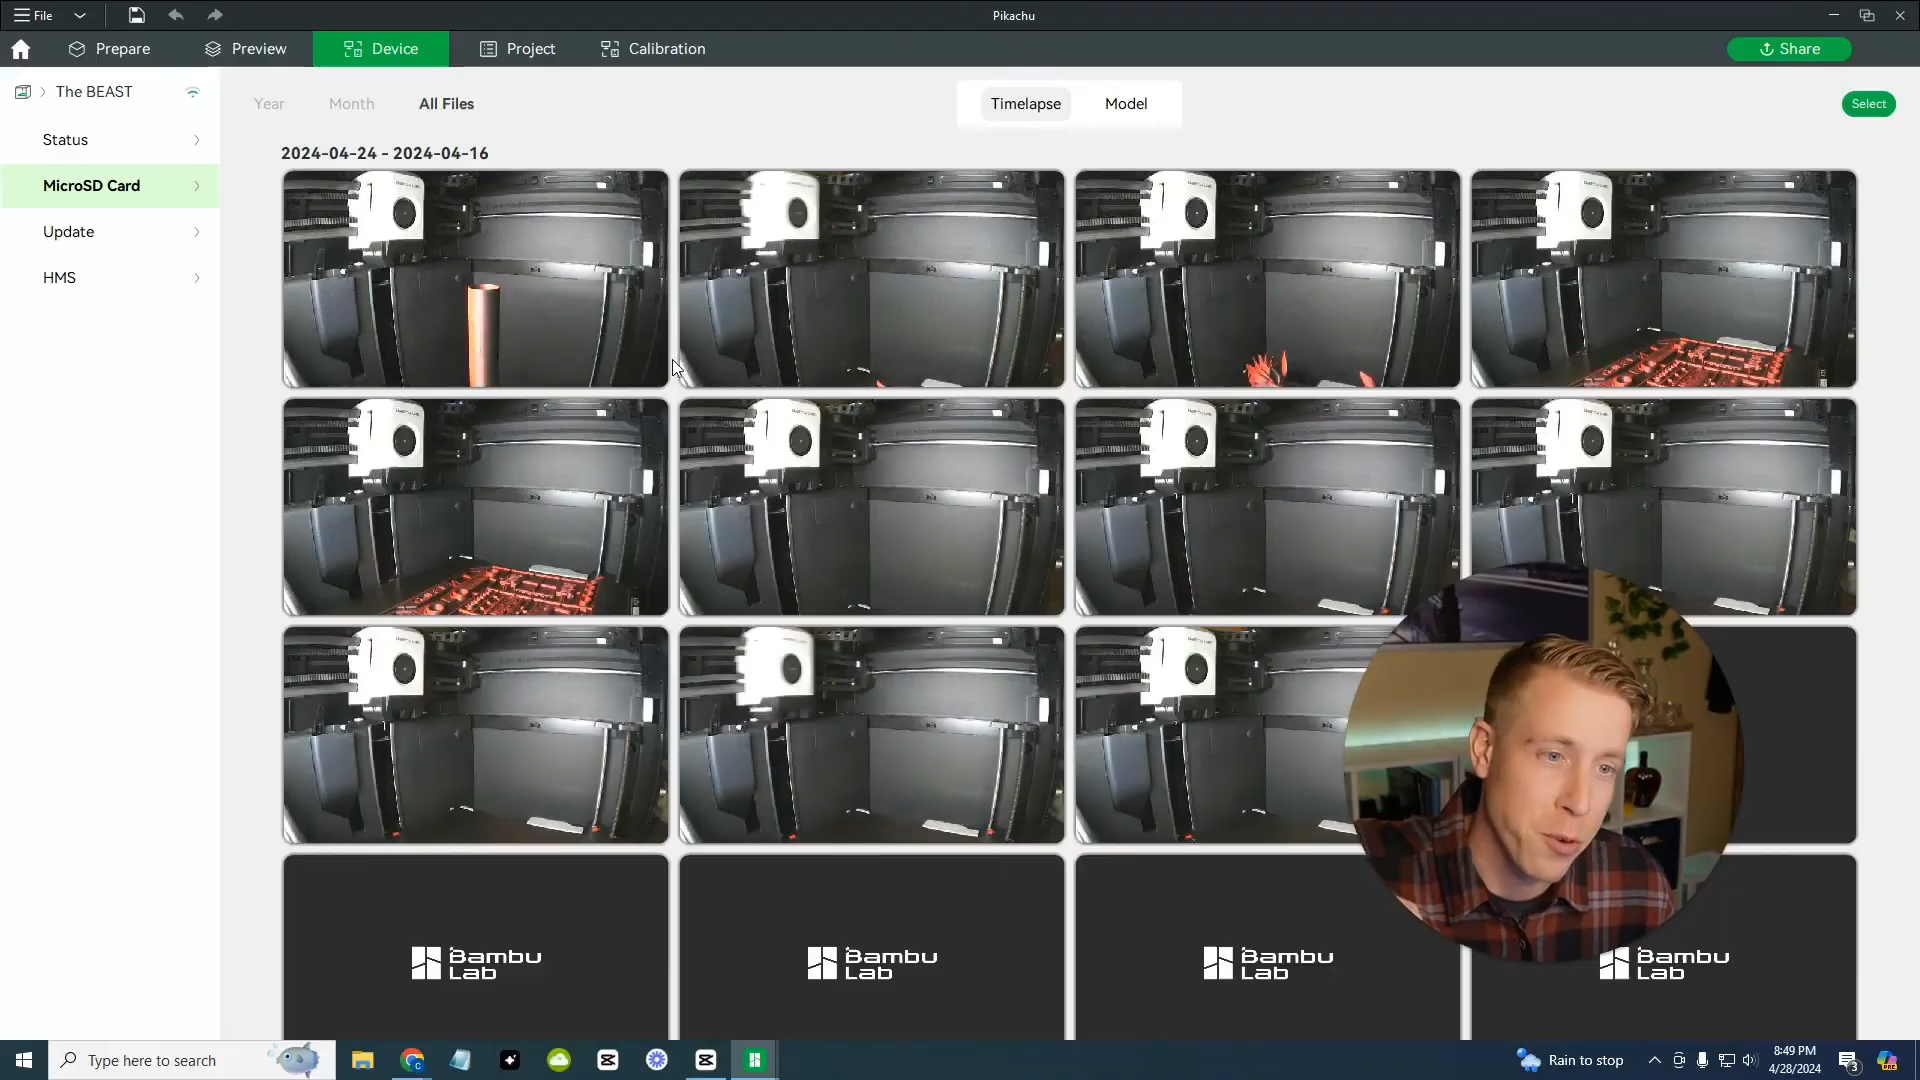 File
Pikachu
Prepare
Preview
Device
Project
Calibration
Share
The BEAST
Year
Month
All Files
Timelapse
Model
Select
Status
2024-04-24 - 2024-04-16
MicroSD Card
Update
HMS
Bambu
Lab
Bambu
Lab
Bambu
Lab
Bambu
Lab
Type here to search
Rain to stop
8:49 PM
4/28/2024
3